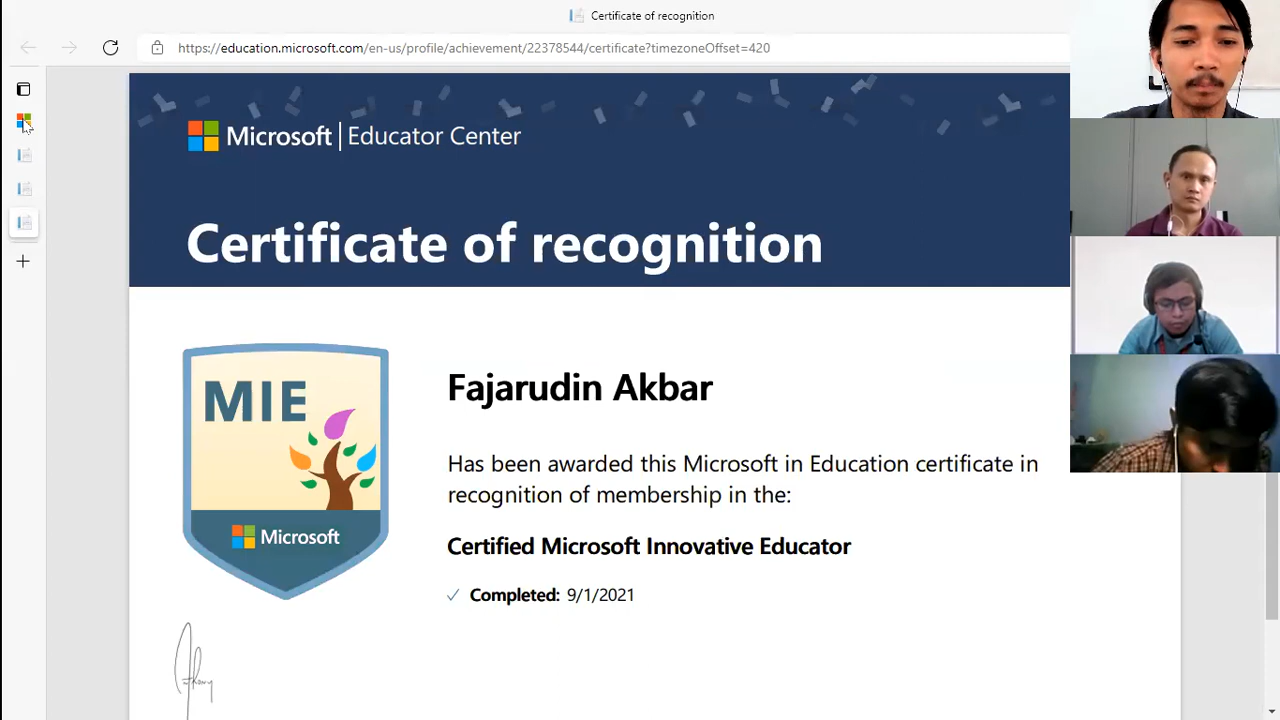 Certificate of recognition
https://education.microsoft.com/en-us/profile/achievement/22378544/certificate?timezoneOffset=420
Microsoft | Educator Center
Certificate of recognition
MIE
Microsoft
Fajarudin Akbar
Has been awarded this Microsoft in Education certificate in
recognition of membership in the:
Certified Microsoft Innovative Educator
✓ Completed: 9/1/2021